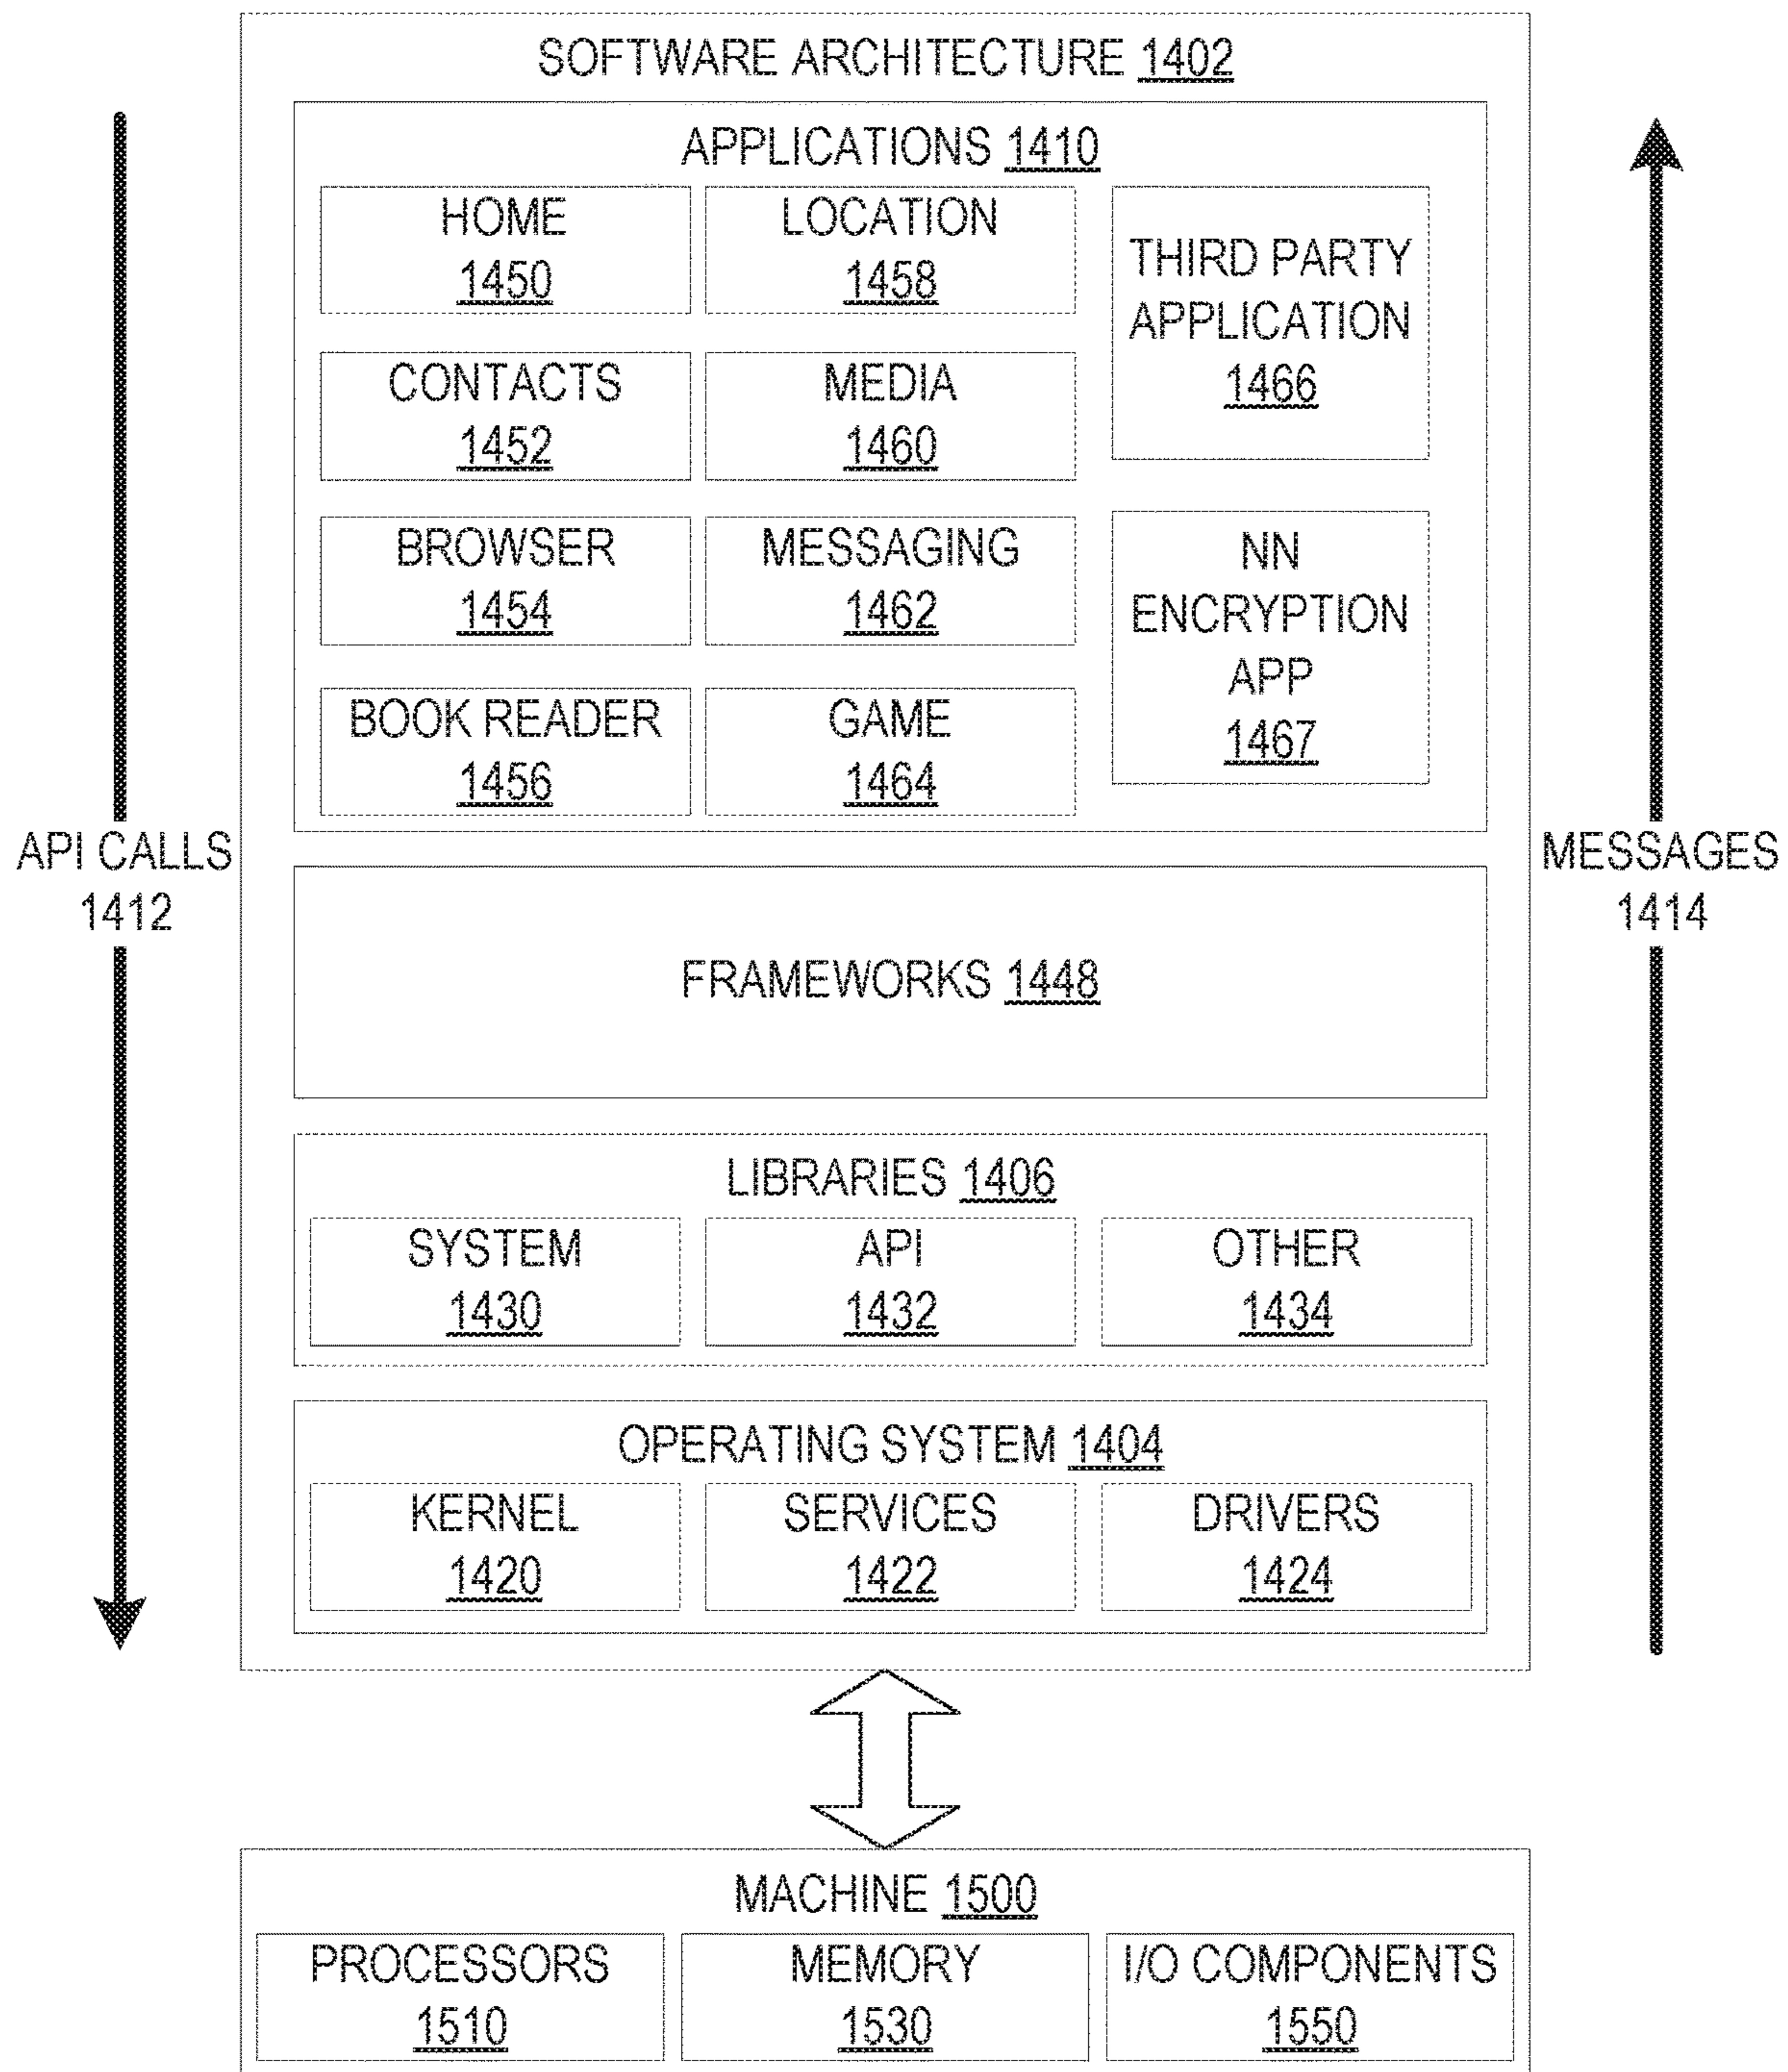 SOFTWARE ARCHITECTURE 1402
APPLICATIONS 1410
HOME
1450
LOCATION
1458
THIRD PARTY
APPLICATION
1466
CONTACTS
1452
MEDIA
1460
BROWSER
1454
MESSAGING
1462
NN
ENCRYPTION
APP
1467
BOOK READER
1456
GAME
1464
API CALLS
1412
MESSAGES
1414
FRAMEWORKS 1448
LIBRARIES 1406
SYSTEM
1430
API
1432
OTHER
1434
OPERATING SYSTEM 1404
KERNEL
1420
SERVICES
1422
DRIVERS
1424
MACHINE 1500
PROCESSORS
1510
MEMORY
1530
I/O COMPONENTS
1550